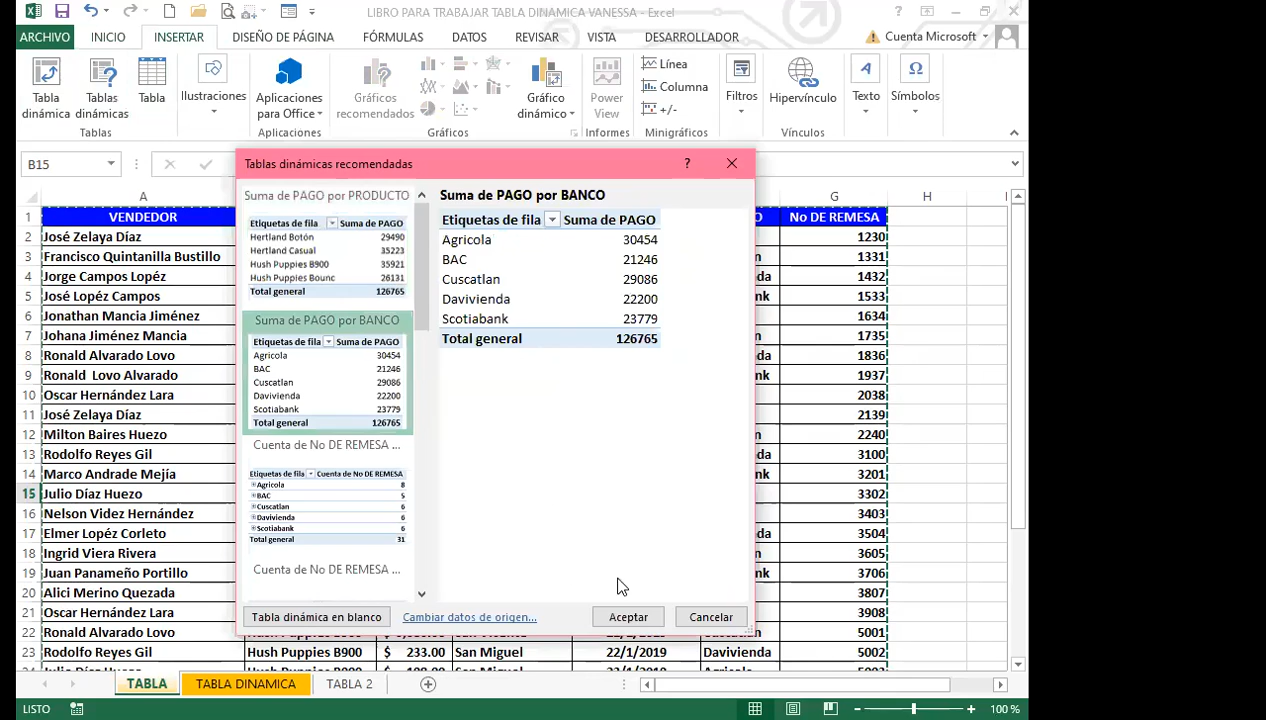 LIBRO PARA TRABAJAR TABLA DINAMICA VANESSA - Excel
ARCHIVO INICIO INSERTAR DISEÑO DE PÁGINA FÓRMULAS DATOS REVISAR VISTA DESARROLLADOR Cuenta Microsoft
Tabla dinámica
Tablas dinámicas
Tabla
Ilustraciones
Aplicaciones para Office
Gráficos recomendados
Gráfico dinámico
Power View
Línea
Columna
+/-
Filtros
Hipervínculo
Texto
Símbolos
Tablas Aplicaciones Gráficos Informes Minigráficos Vínculos
B15
Tablas dinámicas recomendadas ?
A G H
1 VENDEDOR No DE REMESA
2 José Zelaya Díaz 1230
3 Francisco Quintanilla Bustillo 1331
4 Jorge Campos Lopéz 1432
5 José Lopéz Campos 1533
6 Jonathan Mancia Jiménez 1634
7 Johana Jiménez Mancia 1735
8 Ronald Alvarado Lovo 1836
9 Ronald  Lovo Alvarado 1937
10 Oscar Hernández Lara 2038
11 José Zelaya Díaz 2139
12 Milton Baires Huezo 2240
13 Rodolfo Reyes Gil 3100
14 Marco Andrade Mejía 3201
15 Julio Díaz Huezo 3302
16 Nelson Videz Hernández 3403
17 Elmer Lopéz Corleto 3504
18 Ingrid Viera Rivera 3605
19 Juan Panameño Portillo 3706
20 Alici Merino Quezada 3807
21 Oscar Hernández Lara 3908
22 Ronald Alvarado Lovo 5001
23 Rodolfo Reyes Gil Hush Puppies B900 $ 233.00 San Miguel 22/1/2019 Davivienda 5002
Suma de PAGO por PRODUCTO
Etiquetas de fila Suma de PAGO
Hertland Botón 29490
Hertland Casual 35223
Hush Puppies B900 35921
Hush Puppies Bounc 26131
Total general 126765
Suma de PAGO por BANCO
Etiquetas de fila Suma de PAGO
Agricola 30454
BAC 21246
Cuscatlan 29086
Davivienda 22200
Scotiabank 23779
Total general 126765
Cuenta de No DE REMESA ...
Etiquetas de fila Cuenta de No DE REMESA
Agricola 8
BAC 5
Cuscatlan 6
Davivienda 6
Scotiabank 6
Total general 31
Cuenta de No DE REMESA ...
Suma de PAGO por BANCO
Etiquetas de fila Suma de PAGO
Agricola 30454
BAC 21246
Cuscatlan 29086
Davivienda 22200
Scotiabank 23779
Total general 126765
Tabla dinámica en blanco Cambiar datos de origen... Aceptar Cancelar
TABLA TABLA DINAMICA TABLA 2
LISTO 100 %